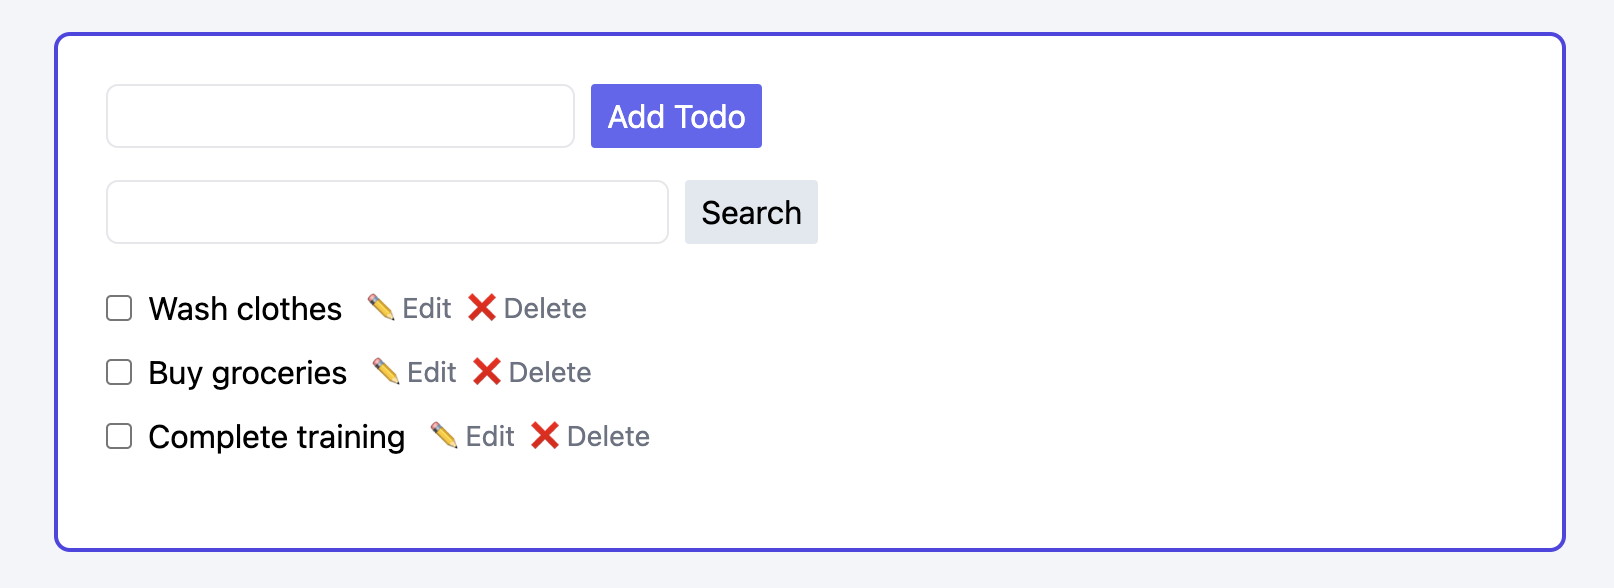 Add Todo
Search
Wash clothes ✏️ Edit ❌ Delete
Buy groceries ✏️ Edit ❌ Delete
Complete training ✏️ Edit ❌ Delete